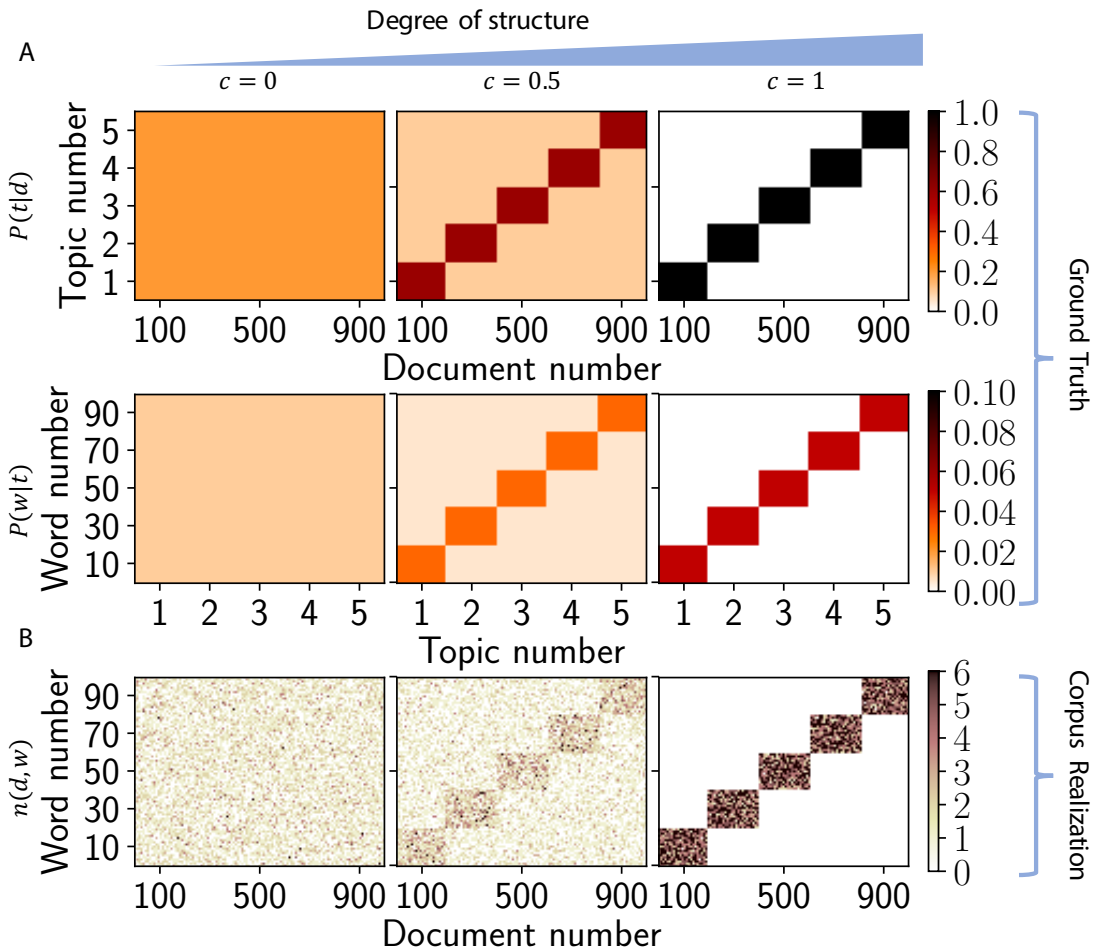 Degree of structure
A
c = 0
c = 0.5
c = 1
P(t|d)
Topic number
5
4
3
2
1
100 500 900
100 500 900
100 500 900
Document number
1.0
0.8
0.6
0.4
0.2
0.0
Ground Truth
P(w|t)
Word number
90
70
50
30
10
1 2 3 4 5
1 2 3 4 5
1 2 3 4 5
Topic number
0.10
0.08
0.06
0.04
0.02
0.00
B
n(d,w)
Word number
90
70
50
30
10
100 500 900
100 500 900
100 500 900
Document number
6
5
4
3
2
1
0
Corpus Realization